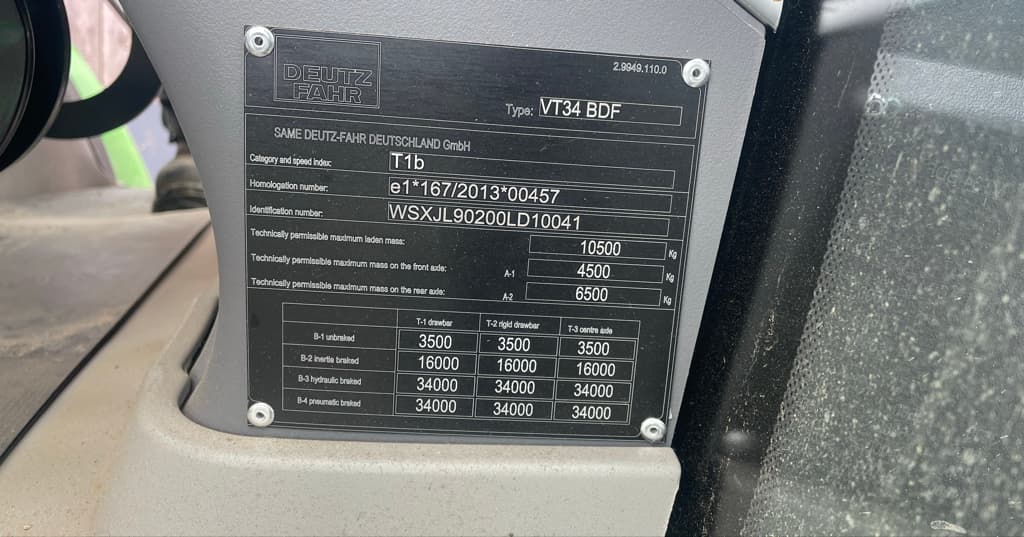 2.9949.110.0
DEUTZ
FAHR
Type: VT34 BDF
SAME DEUTZ-FAHR DEUTSCHLAND GmbH
Category and speed index: T1b
Homologation number: e1*167/2013*00457
Identification number: WSXJL90200LD10041
Technically permissible maximum laden mass: 10500 Kg
Technically permissible maximum mass on the front axle: A-1 4500 Kg
Technically permissible maximum mass on the rear axle: A-2 6500 Kg
T-1 drawbar T-2 rigid drawbar T-3 centre axle
B-1 unbraked 3500 3500 3500
B-2 inertia braked 16000 16000 16000
B-3 hydraulic braked 34000 34000 34000
B-4 pneumatic braked 34000 34000 34000